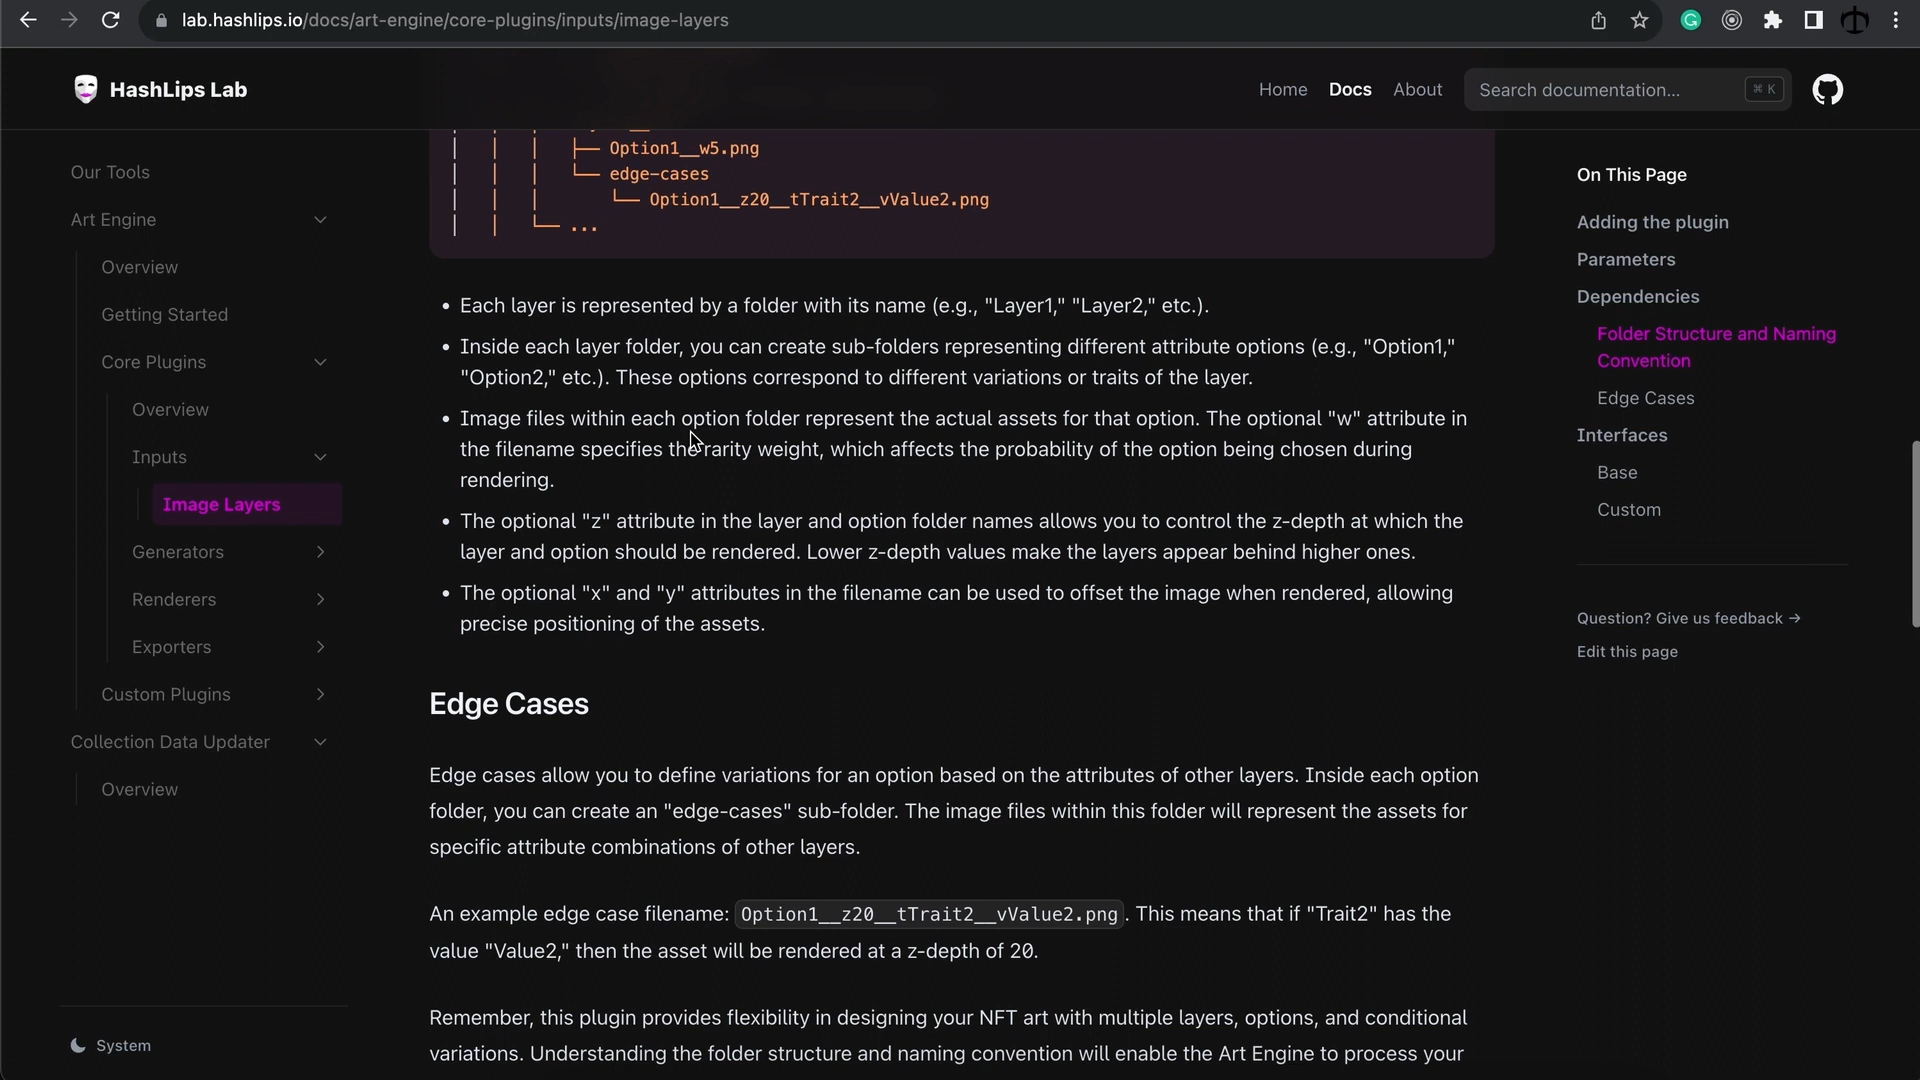 lab.hashlips.io/docs/art-engine/core-plugins/inputs/image-layers
HashLips Lab
Home
Docs
About
Search documentation...
⌘ K
Our Tools
Art Engine
Overview
Getting Started
Core Plugins
Overview
Inputs
Image Layers
Generators
Renderers
Exporters
Custom Plugins
Collection Data Updater
Overview
System
│ │ │ ├── Option1__w5.png
│ │ │ └── edge-cases
│ │ │ └── Option1__z20__tTrait2__vValue2.png
│ │ └── ...
• Each layer is represented by a folder with its name (e.g., "Layer1," "Layer2," etc.).
• Inside each layer folder, you can create sub-folders representing different attribute options (e.g., "Option1,"
"Option2," etc.). These options correspond to different variations or traits of the layer.
• Image files within each option folder represent the actual assets for that option. The optional "w" attribute in
the filename specifies the rarity weight, which affects the probability of the option being chosen during
rendering.
• The optional "z" attribute in the layer and option folder names allows you to control the z-depth at which the
layer and option should be rendered. Lower z-depth values make the layers appear behind higher ones.
• The optional "x" and "y" attributes in the filename can be used to offset the image when rendered, allowing
precise positioning of the assets.
Edge Cases
Edge cases allow you to define variations for an option based on the attributes of other layers. Inside each option
folder, you can create an "edge-cases" sub-folder. The image files within this folder will represent the assets for
specific attribute combinations of other layers.
An example edge case filename: Option1__z20__tTrait2__vValue2.png. This means that if "Trait2" has the
value "Value2," then the asset will be rendered at a z-depth of 20.
Remember, this plugin provides flexibility in designing your NFT art with multiple layers, options, and conditional
variations. Understanding the folder structure and naming convention will enable the Art Engine to process your
On This Page
Adding the plugin
Parameters
Dependencies
Folder Structure and Naming
Convention
Edge Cases
Interfaces
Base
Custom
Question? Give us feedback →
Edit this page